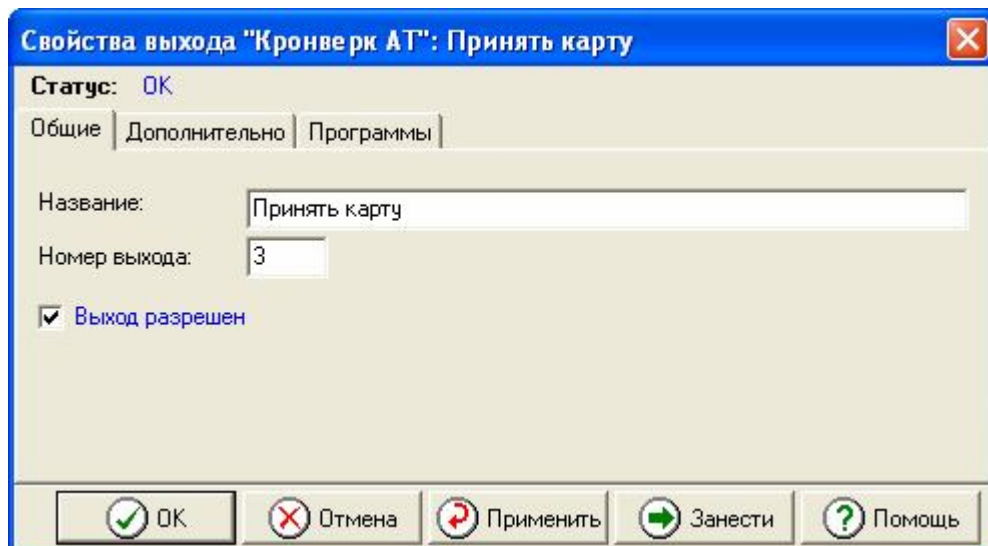 Свойства выхода "Кронверк АТ": Принять карту
Статус: OK
Общие Дополнительно Программы
Название: Принять карту
Номер выхода: 3
Выход разрешен
OK Отмена Применить Занести Помощь